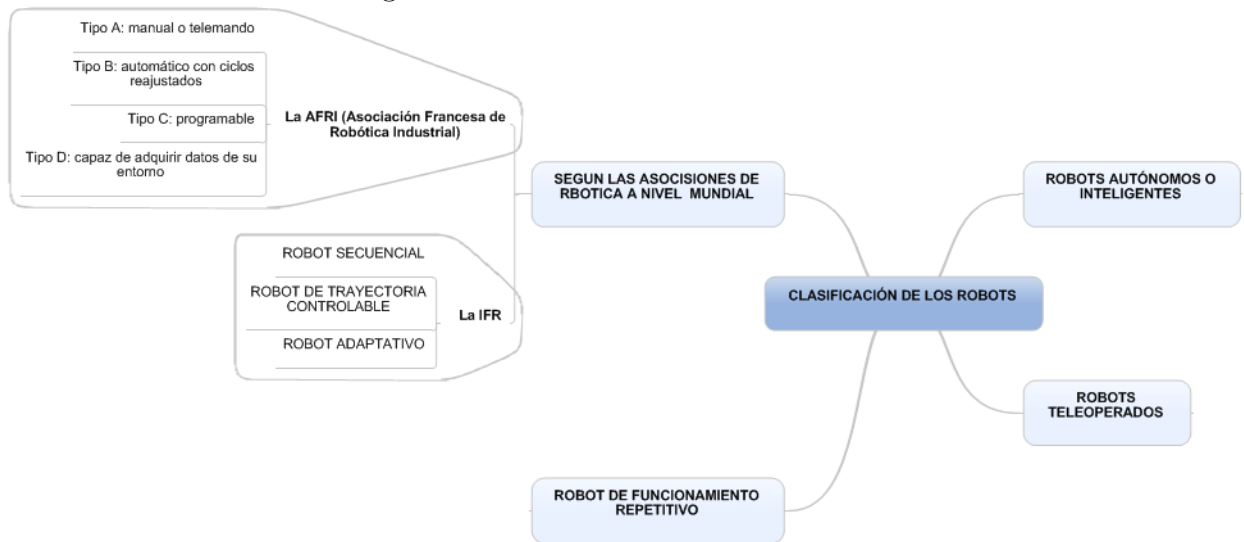 Tipo A: manual o telemando
Tipo B: automático con ciclos
reajustados
Tipo C: programable
Tipo D: capaz de adquirir datos de su
entorno
La AFRI (Asociación Francesa de
Robótica Industrial)
ROBOT SECUENCIAL
ROBOT DE TRAYECTORIA
CONTROLABLE
ROBOT ADAPTATIVO
La IFR
SEGUN LAS ASOCISIONES DE
RBOTICA A NIVEL MUNDIAL
ROBOT DE FUNCIONAMIENTO
REPETITIVO
CLASIFICACIÓN DE LOS ROBOTS
ROBOTS AUTÓNOMOS O
INTELIGENTES
ROBOTS
TELEOPERADOS